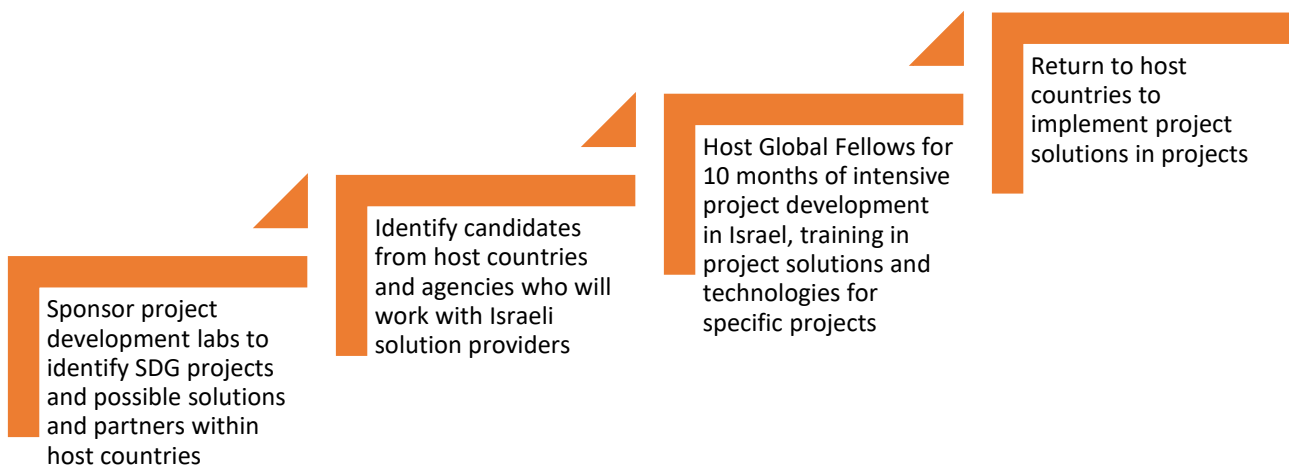 Sponsor project
development labs to
identify SDG projects
and possible solutions
and partners within
host countries
Identify candidates
from host countries
and agencies who will
work with Israeli
solution providers
Host Global Fellows for
10 months of intensive
project development
in Israel, training in
project solutions and
technologies for
specific projects
Return to host
countries to
implement project
solutions in projects